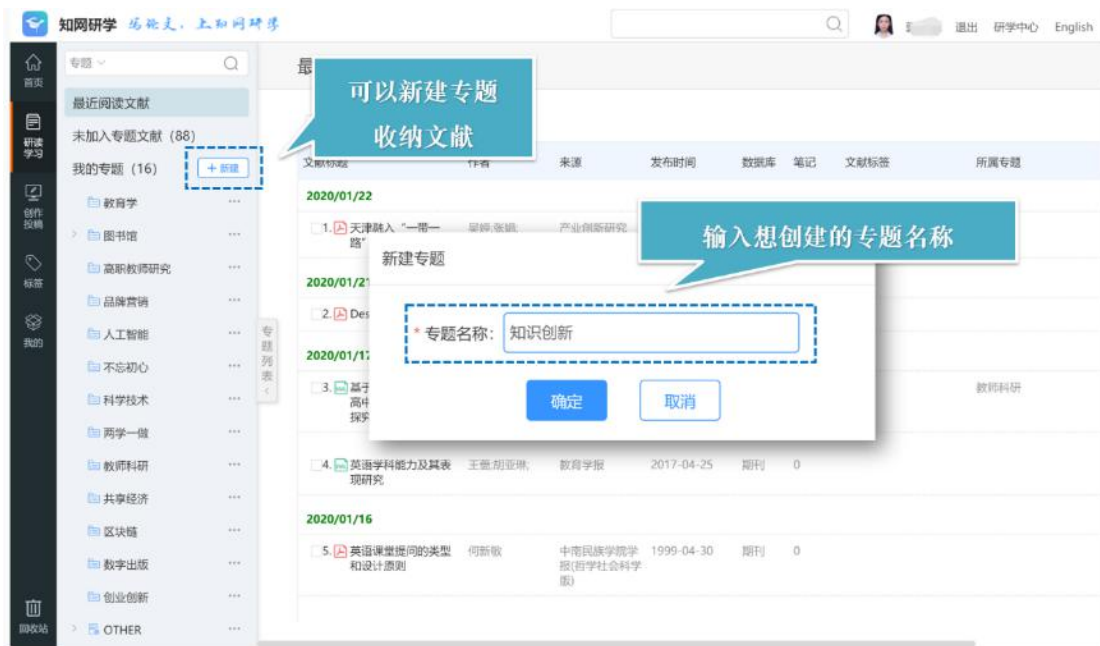 知网研学 写论文,上知网研学
退出 研学中心 English
首页
研读
学习
创作
投稿
标签
我的
回收站
专题
最近阅读文献
未加入专题文献 (88)
我的专题 (16) + 新建
教育学
图书馆
高职教师研究
品牌营销
人工智能
不忘初心
科学技术
两学一做
教师科研
共享经济
区块链
数字出版
创业创新
OTHER
专题列表
最
可以新建专题
收纳文献
文献标题 作者 来源 发布时间 数据库 笔记 文献标签 所属专题
2020/01/22
1. 天津融入“一带一 产业创新研究
路”
输入想创建的专题名称
新建专题
2020/01/21
2. Des
* 专题名称: 知识创新
2020/01/17
3. 基于 教师科研
高中
探究
确定 取消
4. 英语学科能力及其表 王蔷;胡亚琳; 教育学报 2017-04-25 期刊 0
现研究
2020/01/16
5. 英语课堂提问的类型 何新敏 中南民族学院学 1999-04-30 期刊 0
和设计原则 报(哲学社会科学
版)